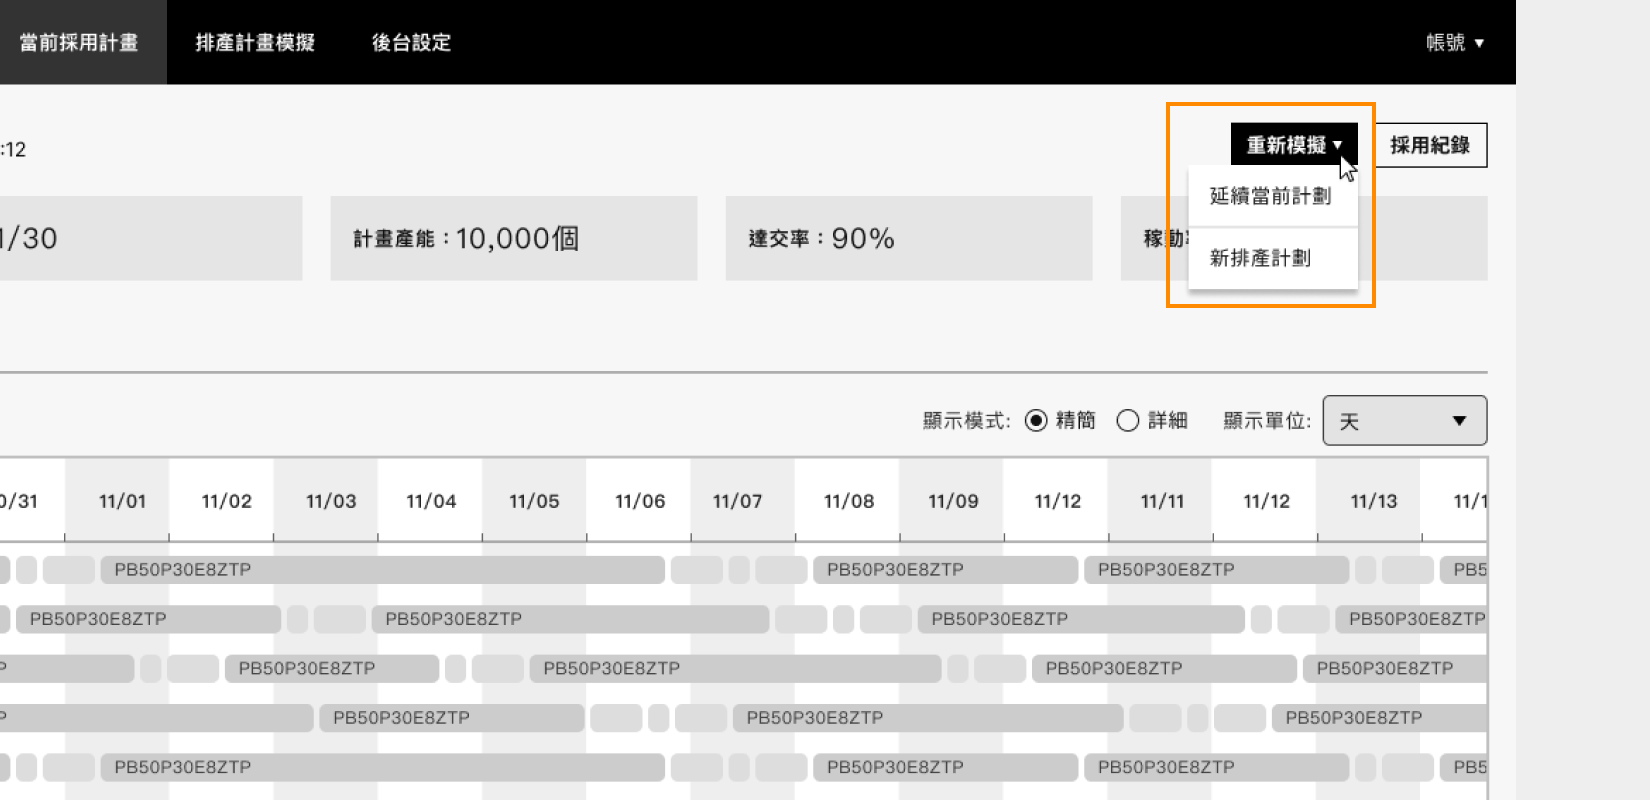 當前採用計畫 排產計畫模擬 後台設定 帳號 ▼
:12 重新模擬 ▼ 採用紀錄
延續當前計劃
新排產計劃
1/30 計畫產能：10,000個 達交率：90% 稼動
顯示模式: 精簡 詳細 顯示單位: 天 ▼
0/31 11/01 11/02 11/03 11/04 11/05 11/06 11/07 11/08 11/09 11/12 11/11 11/12 11/13 11/1
PB50P30E8ZTP PB50P30E8ZTP PB50P30E8ZTP PB5
PB50P30E8ZTP PB50P30E8ZTP PB50P30E8ZTP PB50P30E8ZTP
P PB50P30E8ZTP PB50P30E8ZTP PB50P30E8ZTP PB50P30E8ZTP
P PB50P30E8ZTP PB50P30E8ZTP PB50P30E8ZTP
PB50P30E8ZTP PB50P30E8ZTP PB50P30E8ZTP PB5